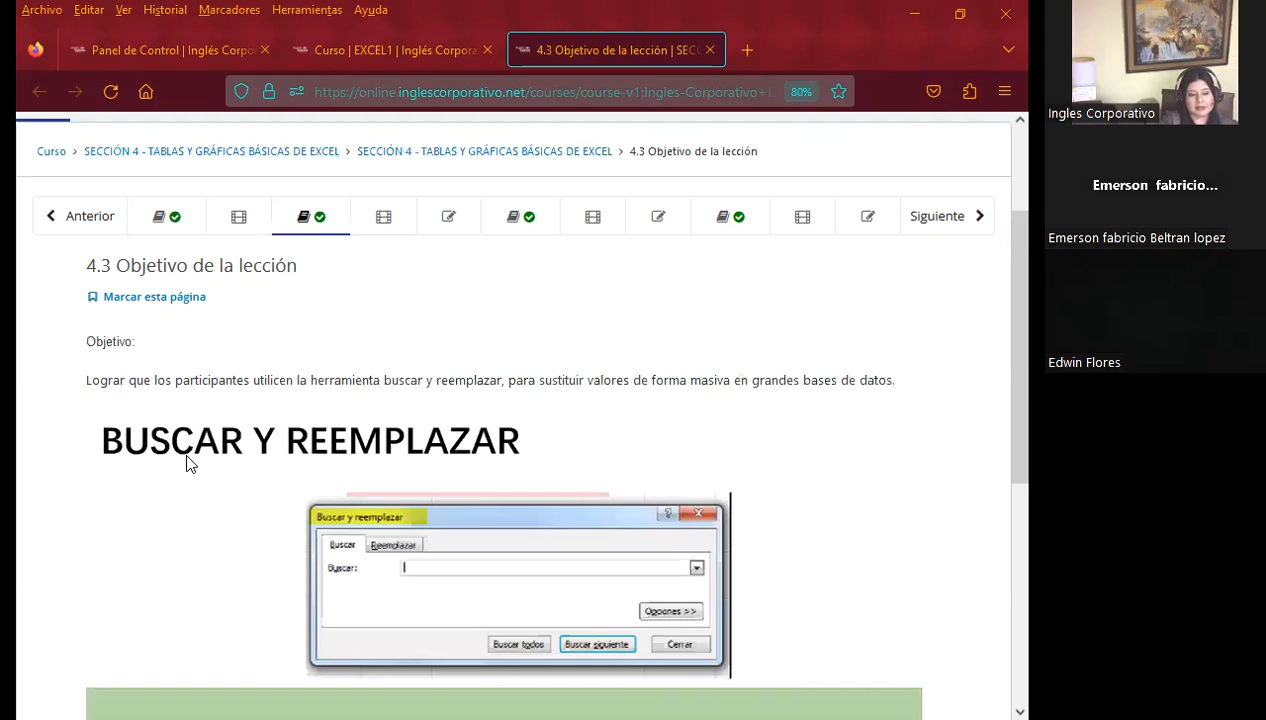 Archivo Editar Ver Historial Marcadores Herramientas Ayuda
Panel de Control | Inglés Corpo
Curso | EXCEL1 | Inglés Corpora
4.3 Objetivo de la lección | SEC
https://online.inglescorporativo.net/courses/course-v1:Ingles-Corporativo+
80%
Curso > SECCIÓN 4 - TABLAS Y GRÁFICAS BÁSICAS DE EXCEL > SECCIÓN 4 - TABLAS Y GRÁFICAS BÁSICAS DE EXCEL > 4.3 Objetivo de la lección
Anterior
Siguiente
4.3 Objetivo de la lección
Marcar esta página
Objetivo:
Lograr que los participantes utilicen la herramienta buscar y reemplazar, para sustituir valores de forma masiva en grandes bases de datos.
BUSCAR Y REEMPLAZAR
Buscar y reemplazar
Buscar Reemplazar
Buscar:
Opciones >>
Buscar todos Buscar siguiente Cerrar
Ingles Corporativo
Emerson fabricio...
Emerson fabricio Beltran lopez
Edwin Flores